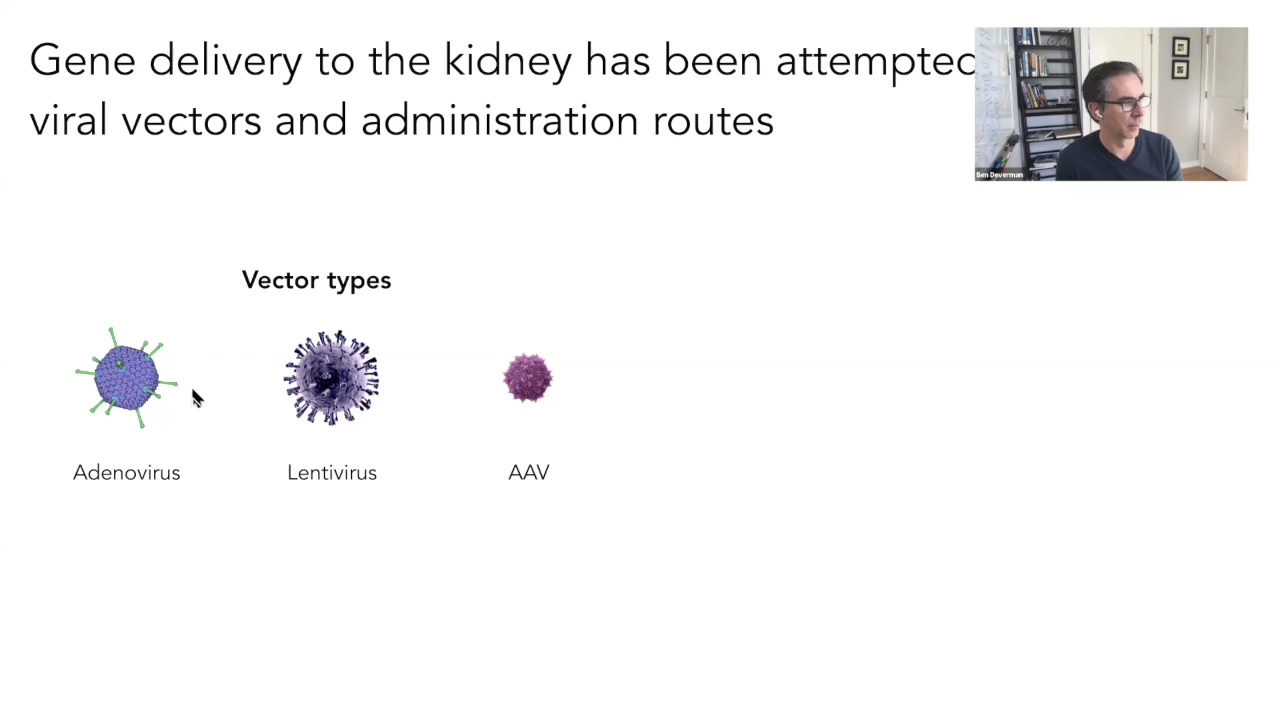 Gene delivery to the kidney has been attempted
viral vectors and administration routes
Ben Deverman
Vector types
Adenovirus
Lentivirus
AAV